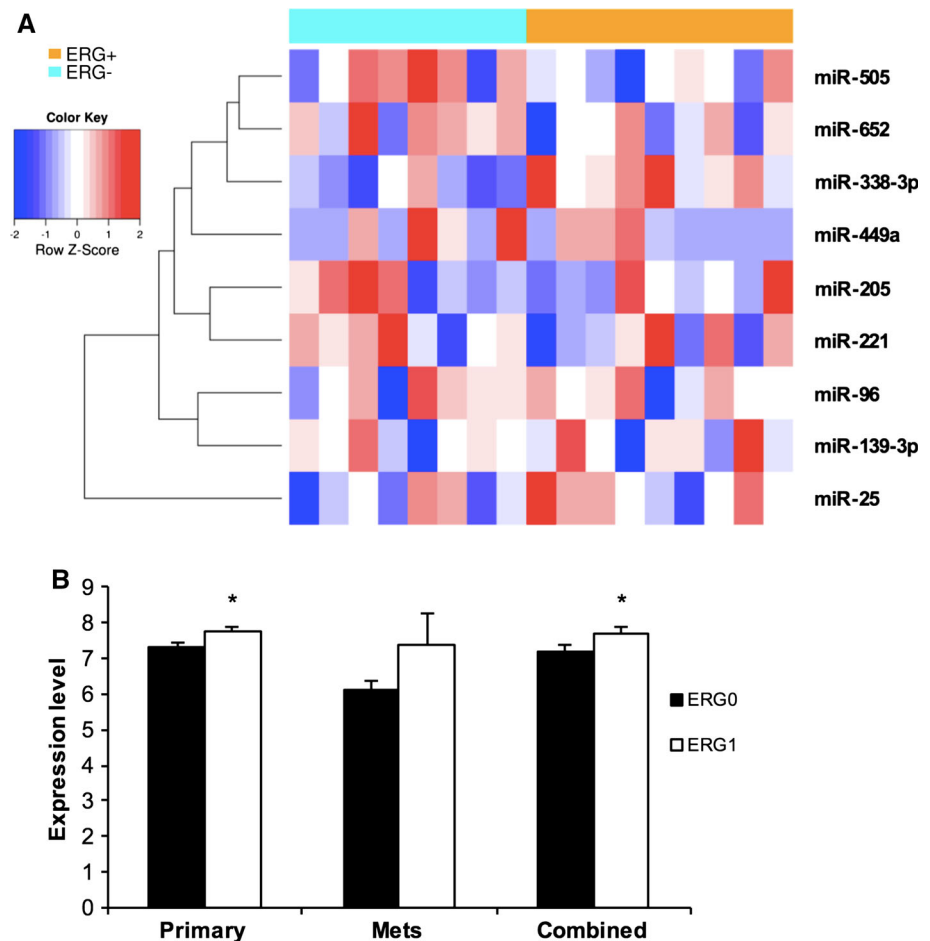 A
ERG+
ERG-
Color Key
-2 -1 0 1 2
Row Z-Score
miR-505
miR-652
miR-338-3p
miR-449a
miR-205
miR-221
miR-96
miR-139-3p
miR-25
B
Expression level
9
8
7
6
5
4
3
2
1
0
* *
ERG0
ERG1
Primary Mets Combined